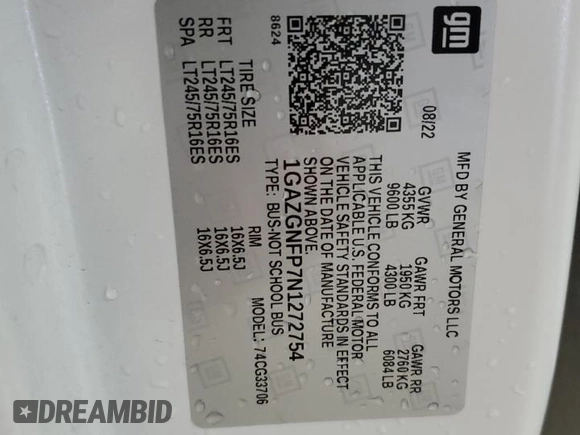 gm
MFD BY GENERAL MOTORS LLC
08/22
GVWR GAWR FRT GAWR RR
4355 KG 1950 KG 2760 KG
9600 LB 4300 LB 6084 LB
8624
THIS VEHICLE CONFORMS TO ALL
APPLICABLE U.S. FEDERAL MOTOR
VEHICLE SAFETY STANDARDS IN EFFECT
ON THE DATE OF MANUFACTURE
SHOWN ABOVE.
1GAZGNFP7N1272754
TYPE: BUS-NOT SCHOOL BUS
MODEL: 74CG33706
TIRE SIZE RIM
FRT LT245/75R16ES 16X6.5J
RR LT245/75R16ES 16X6.5J
SPA LT245/75R16ES 16X6.5J
DREAMBID